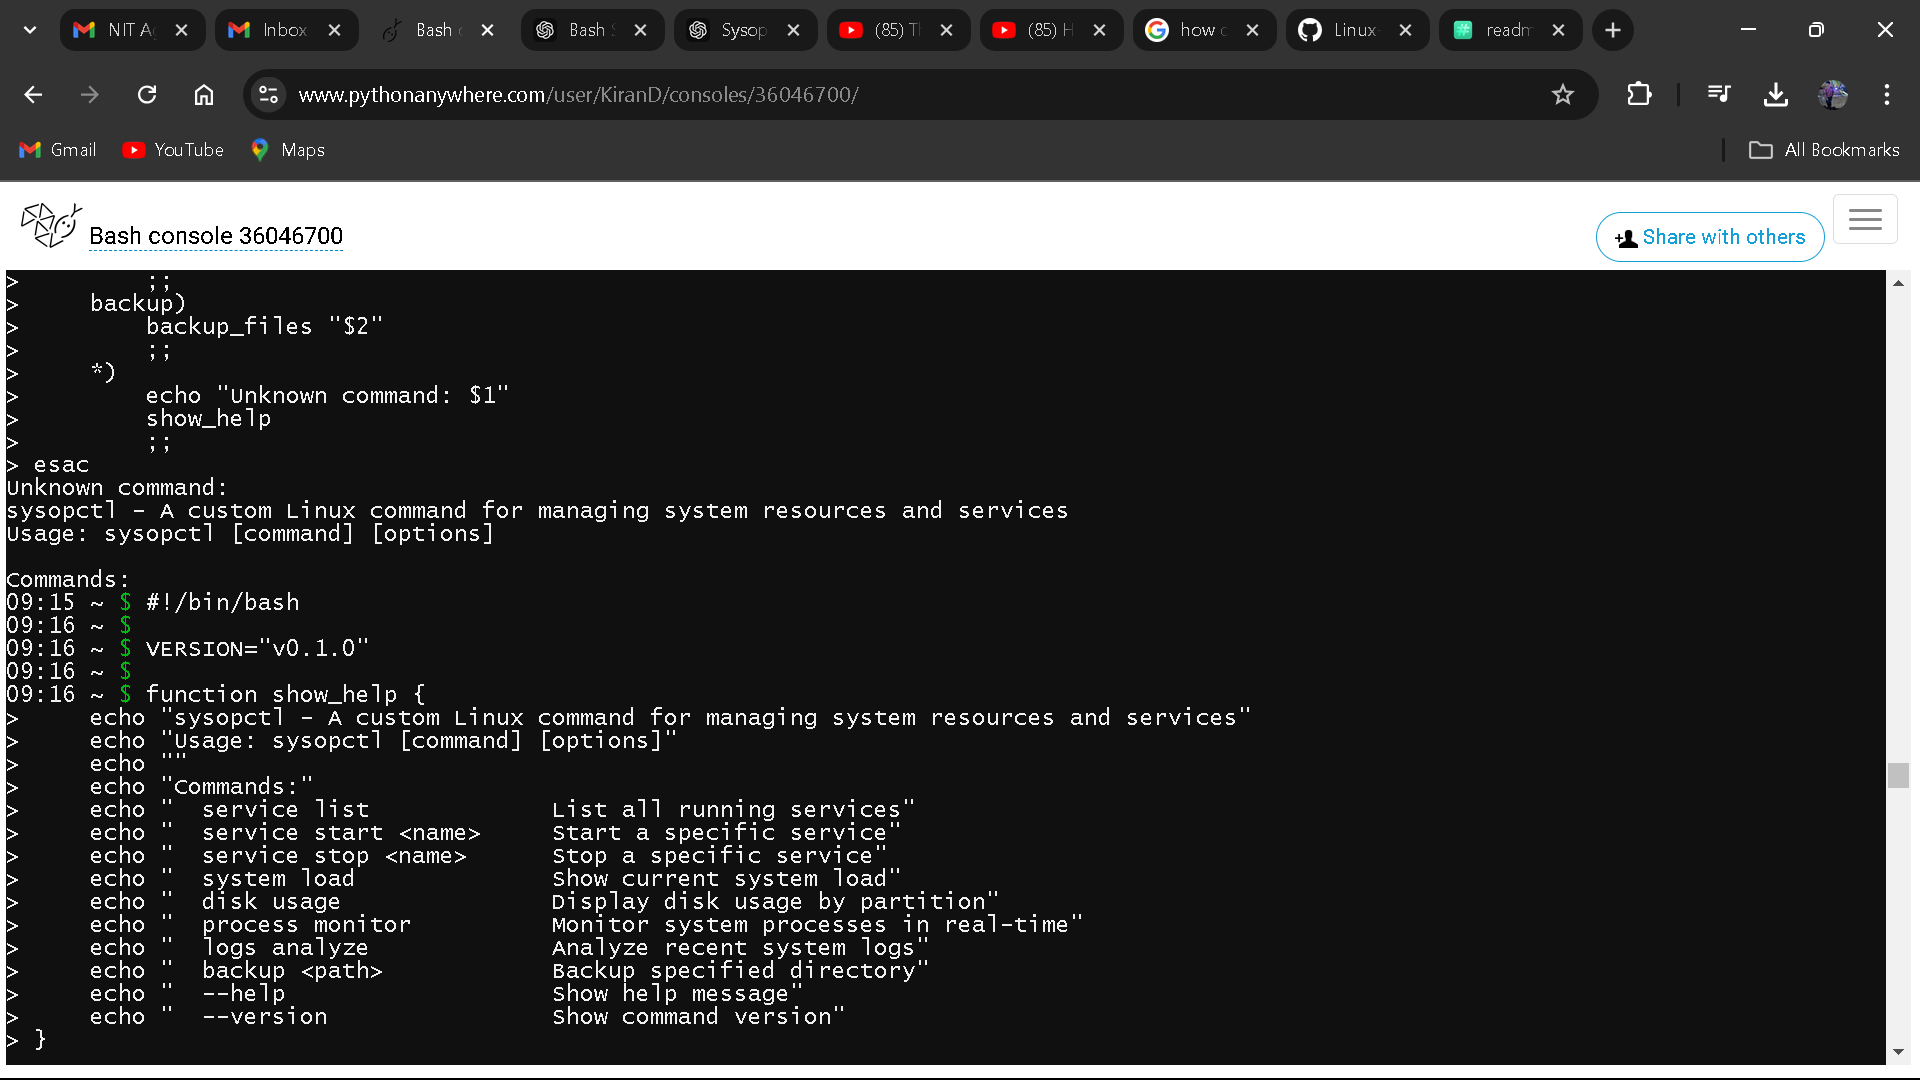 NIT A
Inbox
Bash
Bash S
Sysop
(85) T
(85) H
how c
Linux-
readm
www.pythonanywhere.com/user/KiranD/consoles/36046700/
Gmail
YouTube
Maps
All Bookmarks
Bash console 36046700
Share with others
>         ;;
>     backup)
>         backup_files "$2"
>         ;;
>     *)
>         echo "Unknown command: $1"
>         show_help
>         ;;
> esac
Unknown command:
sysopctl - A custom Linux command for managing system resources and services
Usage: sysopctl [command] [options]
Commands:
09:15 ~ $ #!/bin/bash
09:16 ~ $
09:16 ~ $ VERSION="v0.1.0"
09:16 ~ $
09:16 ~ $ function show_help {
>     echo "sysopctl - A custom Linux command for managing system resources and services"
>     echo "Usage: sysopctl [command] [options]"
>     echo ""
>     echo "Commands:"
>     echo "  service list             List all running services"
>     echo "  service start <name>     Start a specific service"
>     echo "  service stop <name>      Stop a specific service"
>     echo "  system load              Show current system load"
>     echo "  disk usage               Display disk usage by partition"
>     echo "  process monitor          Monitor system processes in real-time"
>     echo "  logs analyze             Analyze recent system logs"
>     echo "  backup <path>            Backup specified directory"
>     echo "  --help                   Show help message"
>     echo "  --version                Show command version"
> }